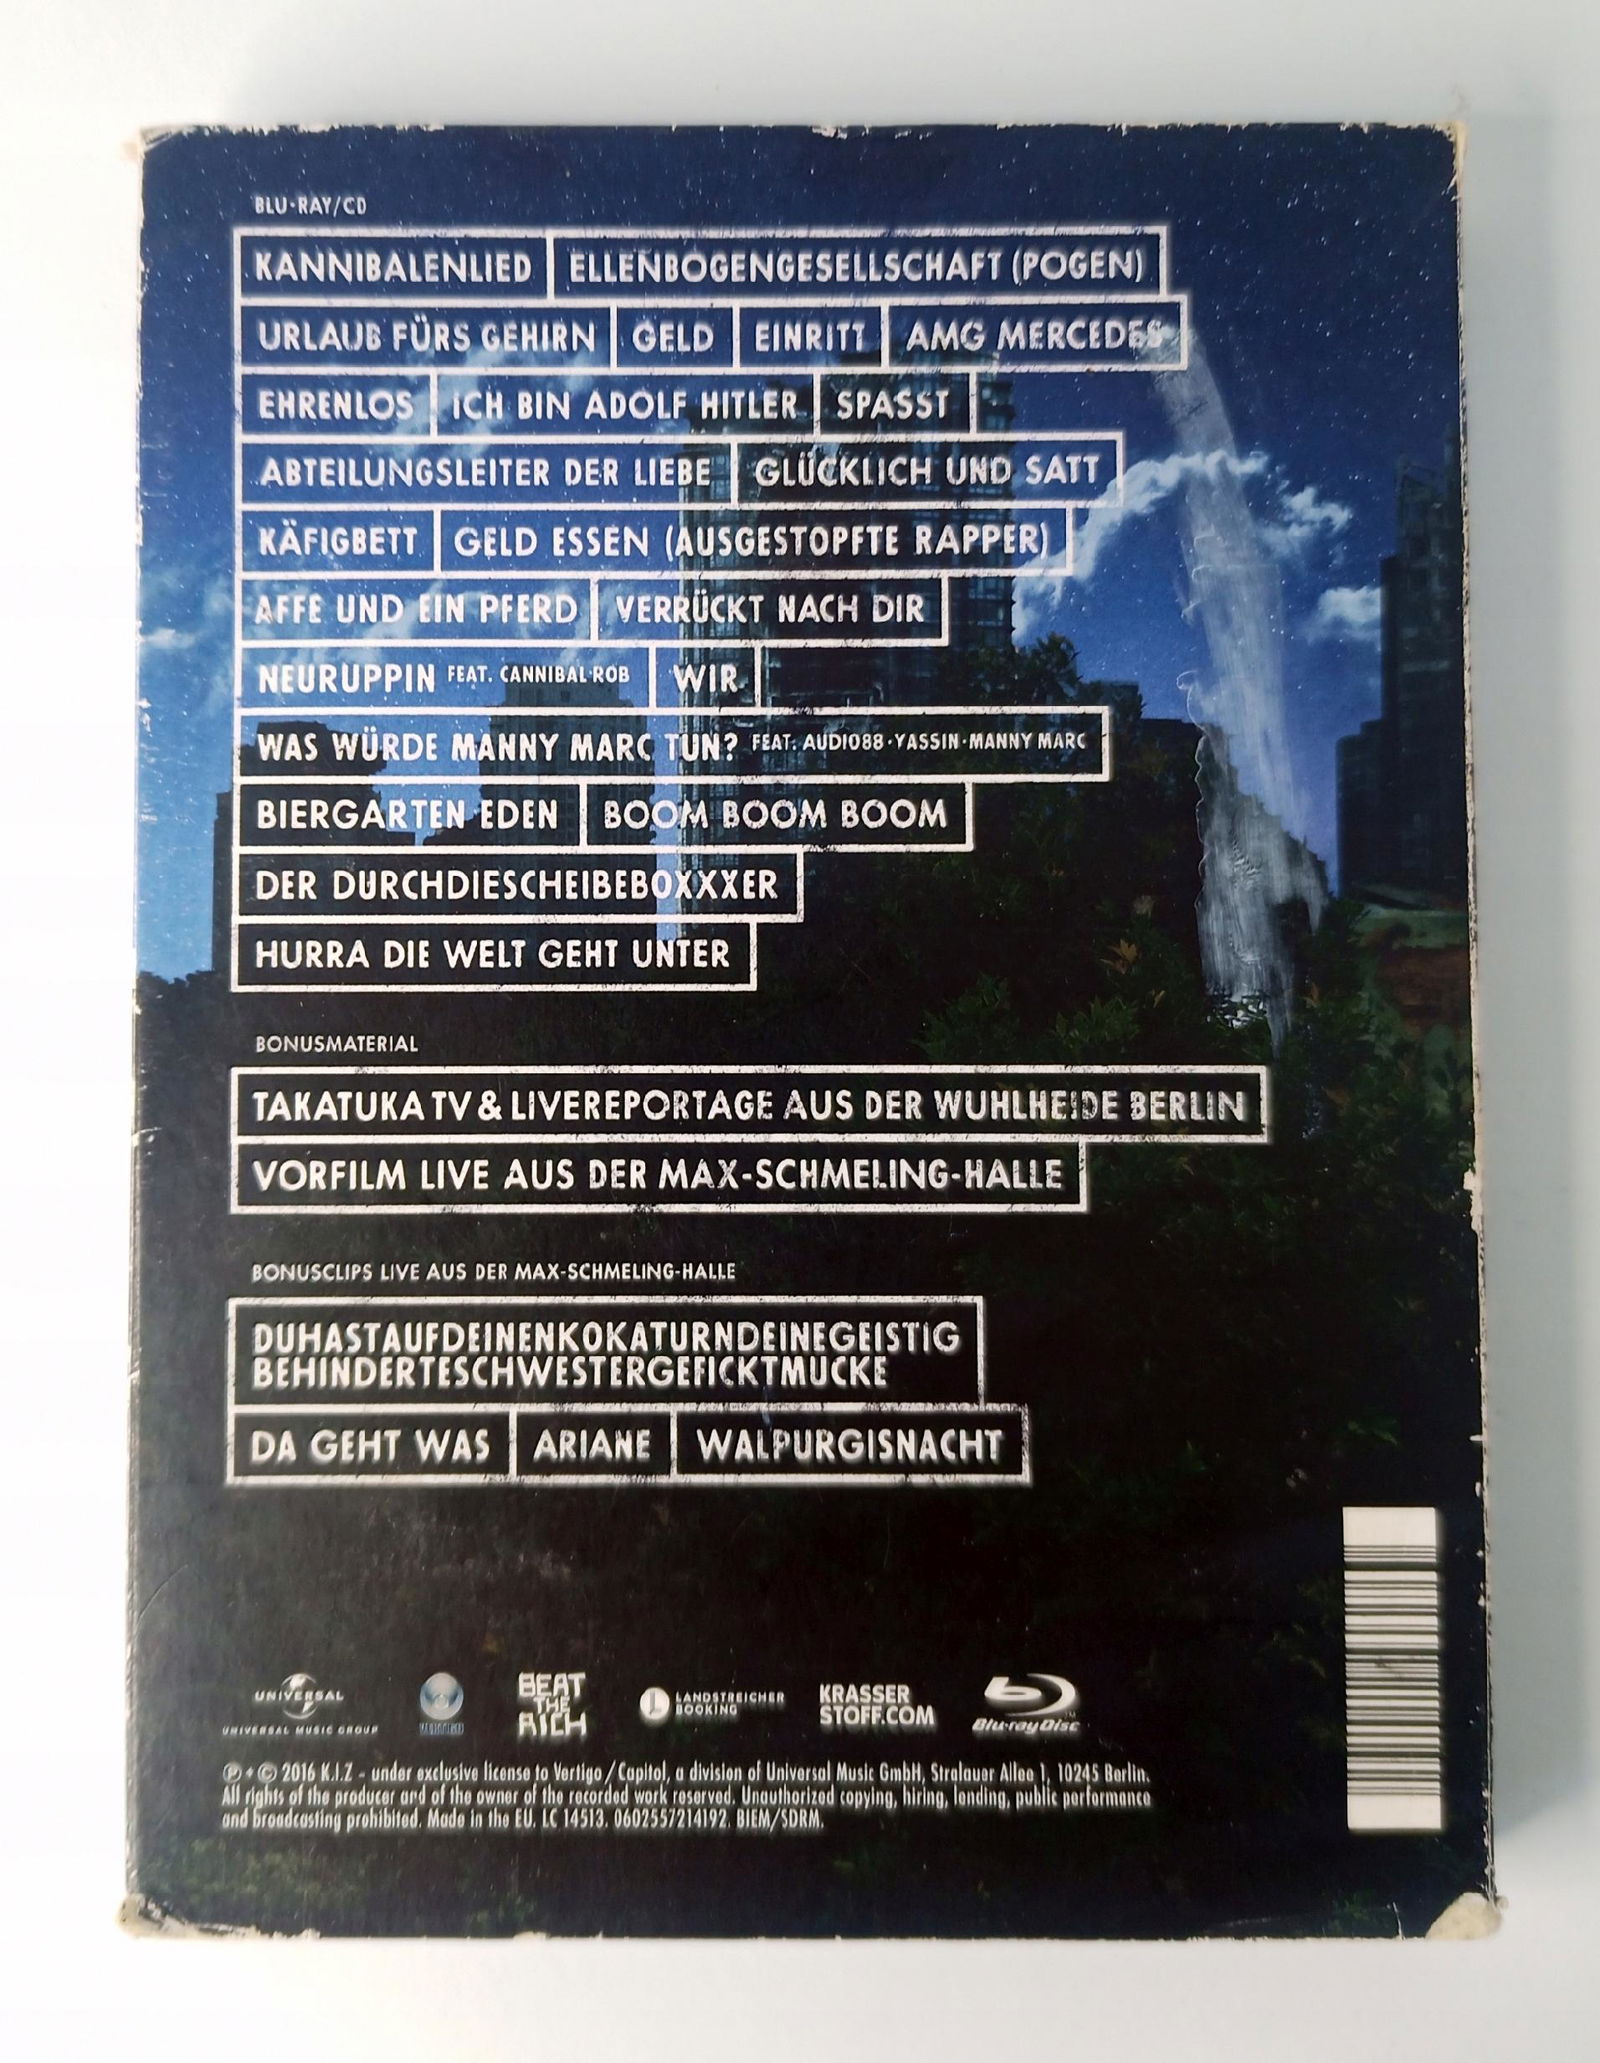 BLU-RAY/CD
KANNIBALENLIED ELLENBOGENGESELLSCHAFT (POGEN)
URLAUB FÜRS GEHIRN GELD EINRITT AMG MERCEDES
EHRENLOS ICH BIN ADOLF HITLER SPASST
ABTEILUNGSLEITER DER LIEBE GLÜCKLICH UND SATT
KÄFIGBETT GELD ESSEN (AUSGESTOPFTE RAPPER)
AFFE UND EIN PFERD VERRÜCKT NACH DIR
NEURUPPIN FEAT. CANNIBAL ROB WIR
WAS WÜRDE MANNY MARC TUN? FEAT. AUDIO88 · YASSIN · MANNY MARC
BIERGARTEN EDEN BOOM BOOM BOOM
DER DURCHDIESCHEIBEBOXXXER
HURRA DIE WELT GEHT UNTER
BONUSMATERIAL
TAKATUKA TV & LIVEREPORTAGE AUS DER WUHLHEIDE BERLIN
VORFILM LIVE AUS DER MAX-SCHMELING-HALLE
BONUSCLIPS LIVE AUS DER MAX-SCHMELING-HALLE
DUHASTAUFDEINENKOKATURNDEINEGEISTIG
BEHINDERTESCHWESTERGEFICKTMUCKE
DA GEHT WAS ARIANE WALPURGISNACHT
UNIVERSAL
UNIVERSAL MUSIC GROUP
VERTIGO
BEAT
THE
RICH
LANDSTREICHER
BOOKING
KRASSER
STOFF.COM
Blu-ray Disc
℗ + © 2016 K.I.Z - under exclusive license to Vertigo / Capitol, a division of Universal Music GmbH, Stralauer Allee 1, 10245 Berlin.
All rights of the producer and of the owner of the recorded work reserved. Unauthorized copying, hiring, lending, public performance
and broadcasting prohibited. Made in the EU. LC 14513. 0602557214192. BIEM/SDRM.